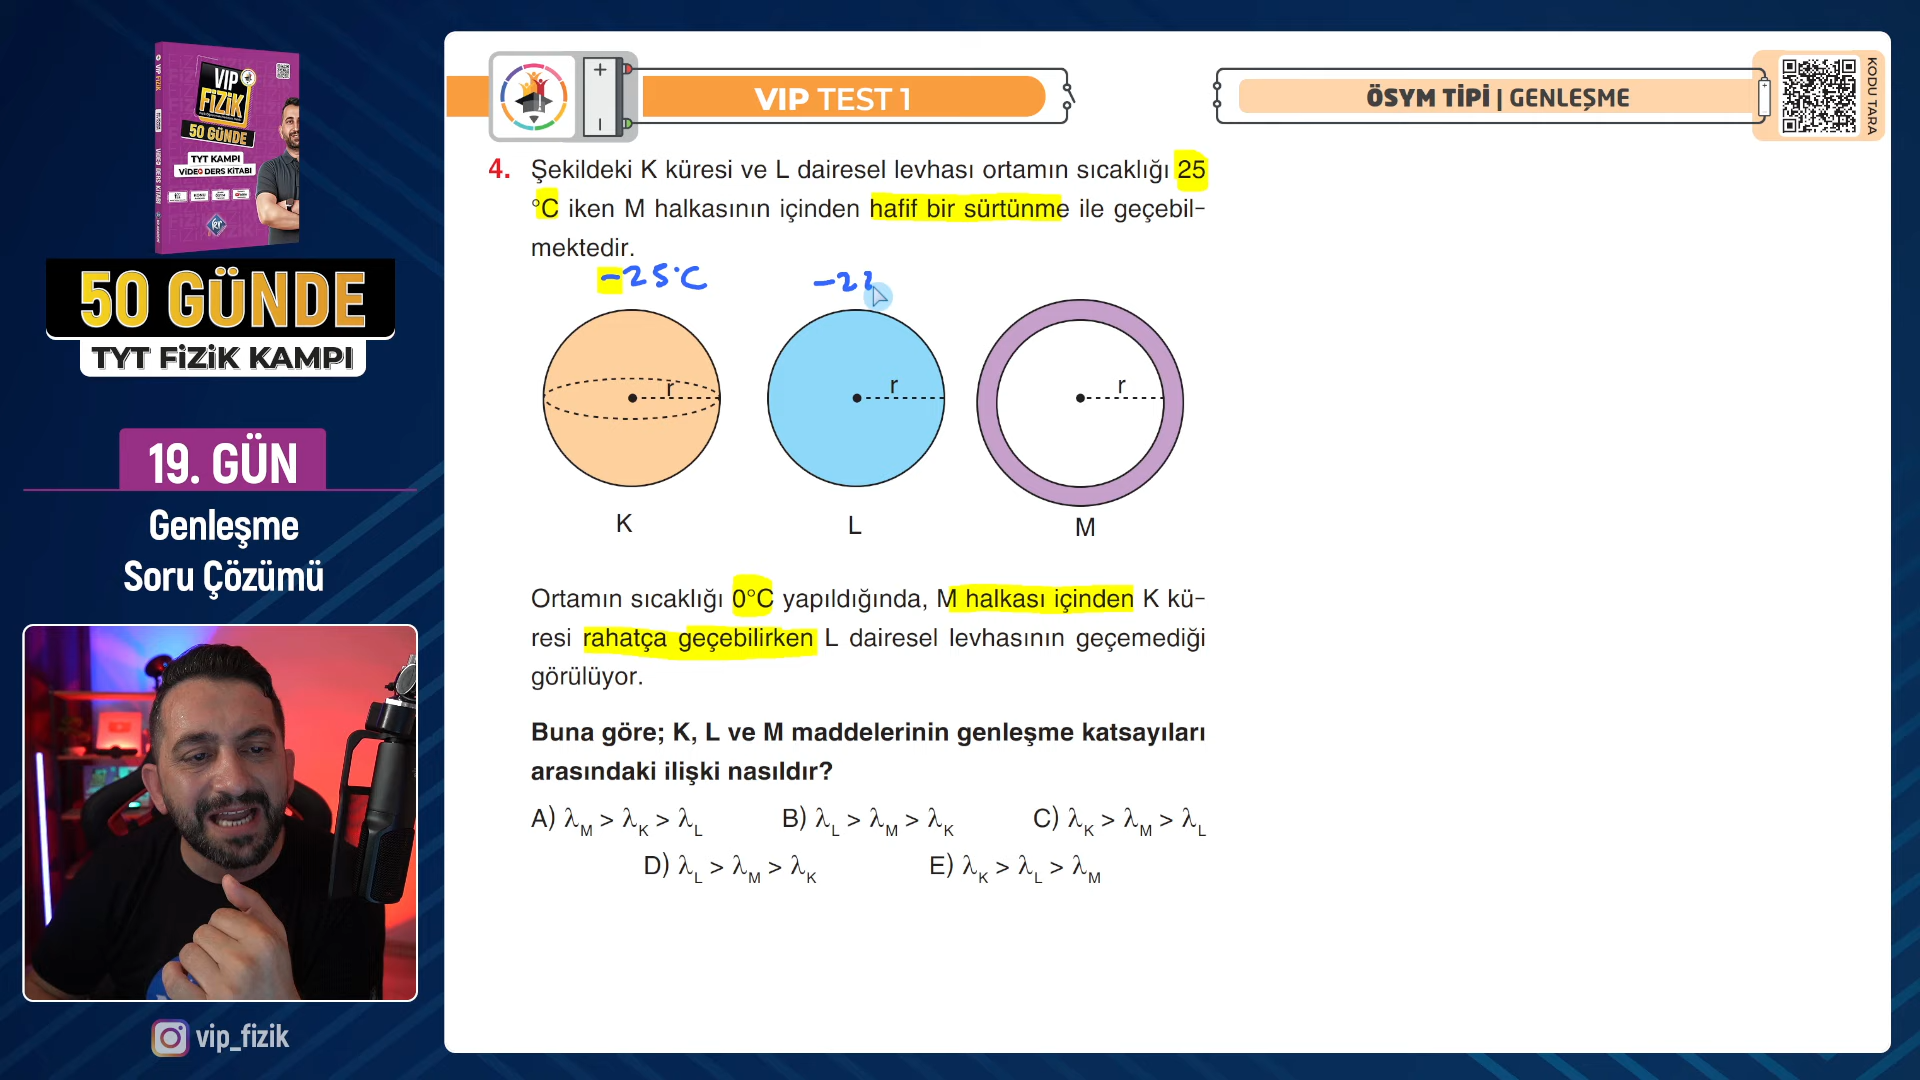 VIP
FİZİK
50 GÜNDE
TYT KAMPI
VİDEO DERS KİTABI
50 GÜNDE
TYT FİZİK KAMPI
19. GÜN
Genleşme
Soru Çözümü
vip_fizik
VIP TEST 1
ÖSYM TİPİ | GENLEŞME
KODU TARA
4. Şekildeki K küresi ve L dairesel levhası ortamın sıcaklığı 25
°C iken M halkasının içinden hafif bir sürtünme ile geçebil-
mektedir.
-25°C
-22
r
r
r
K
L
M
Ortamın sıcaklığı 0°C yapıldığında, M halkası içinden K kü-
resi rahatça geçebilirken L dairesel levhasının geçemediği
görülüyor.
Buna göre; K, L ve M maddelerinin genleşme katsayıları
arasındaki ilişki nasıldır?
A) λM > λK > λL B) λL > λM > λK C) λK > λM > λL
D) λL > λM > λK E) λK > λL > λM